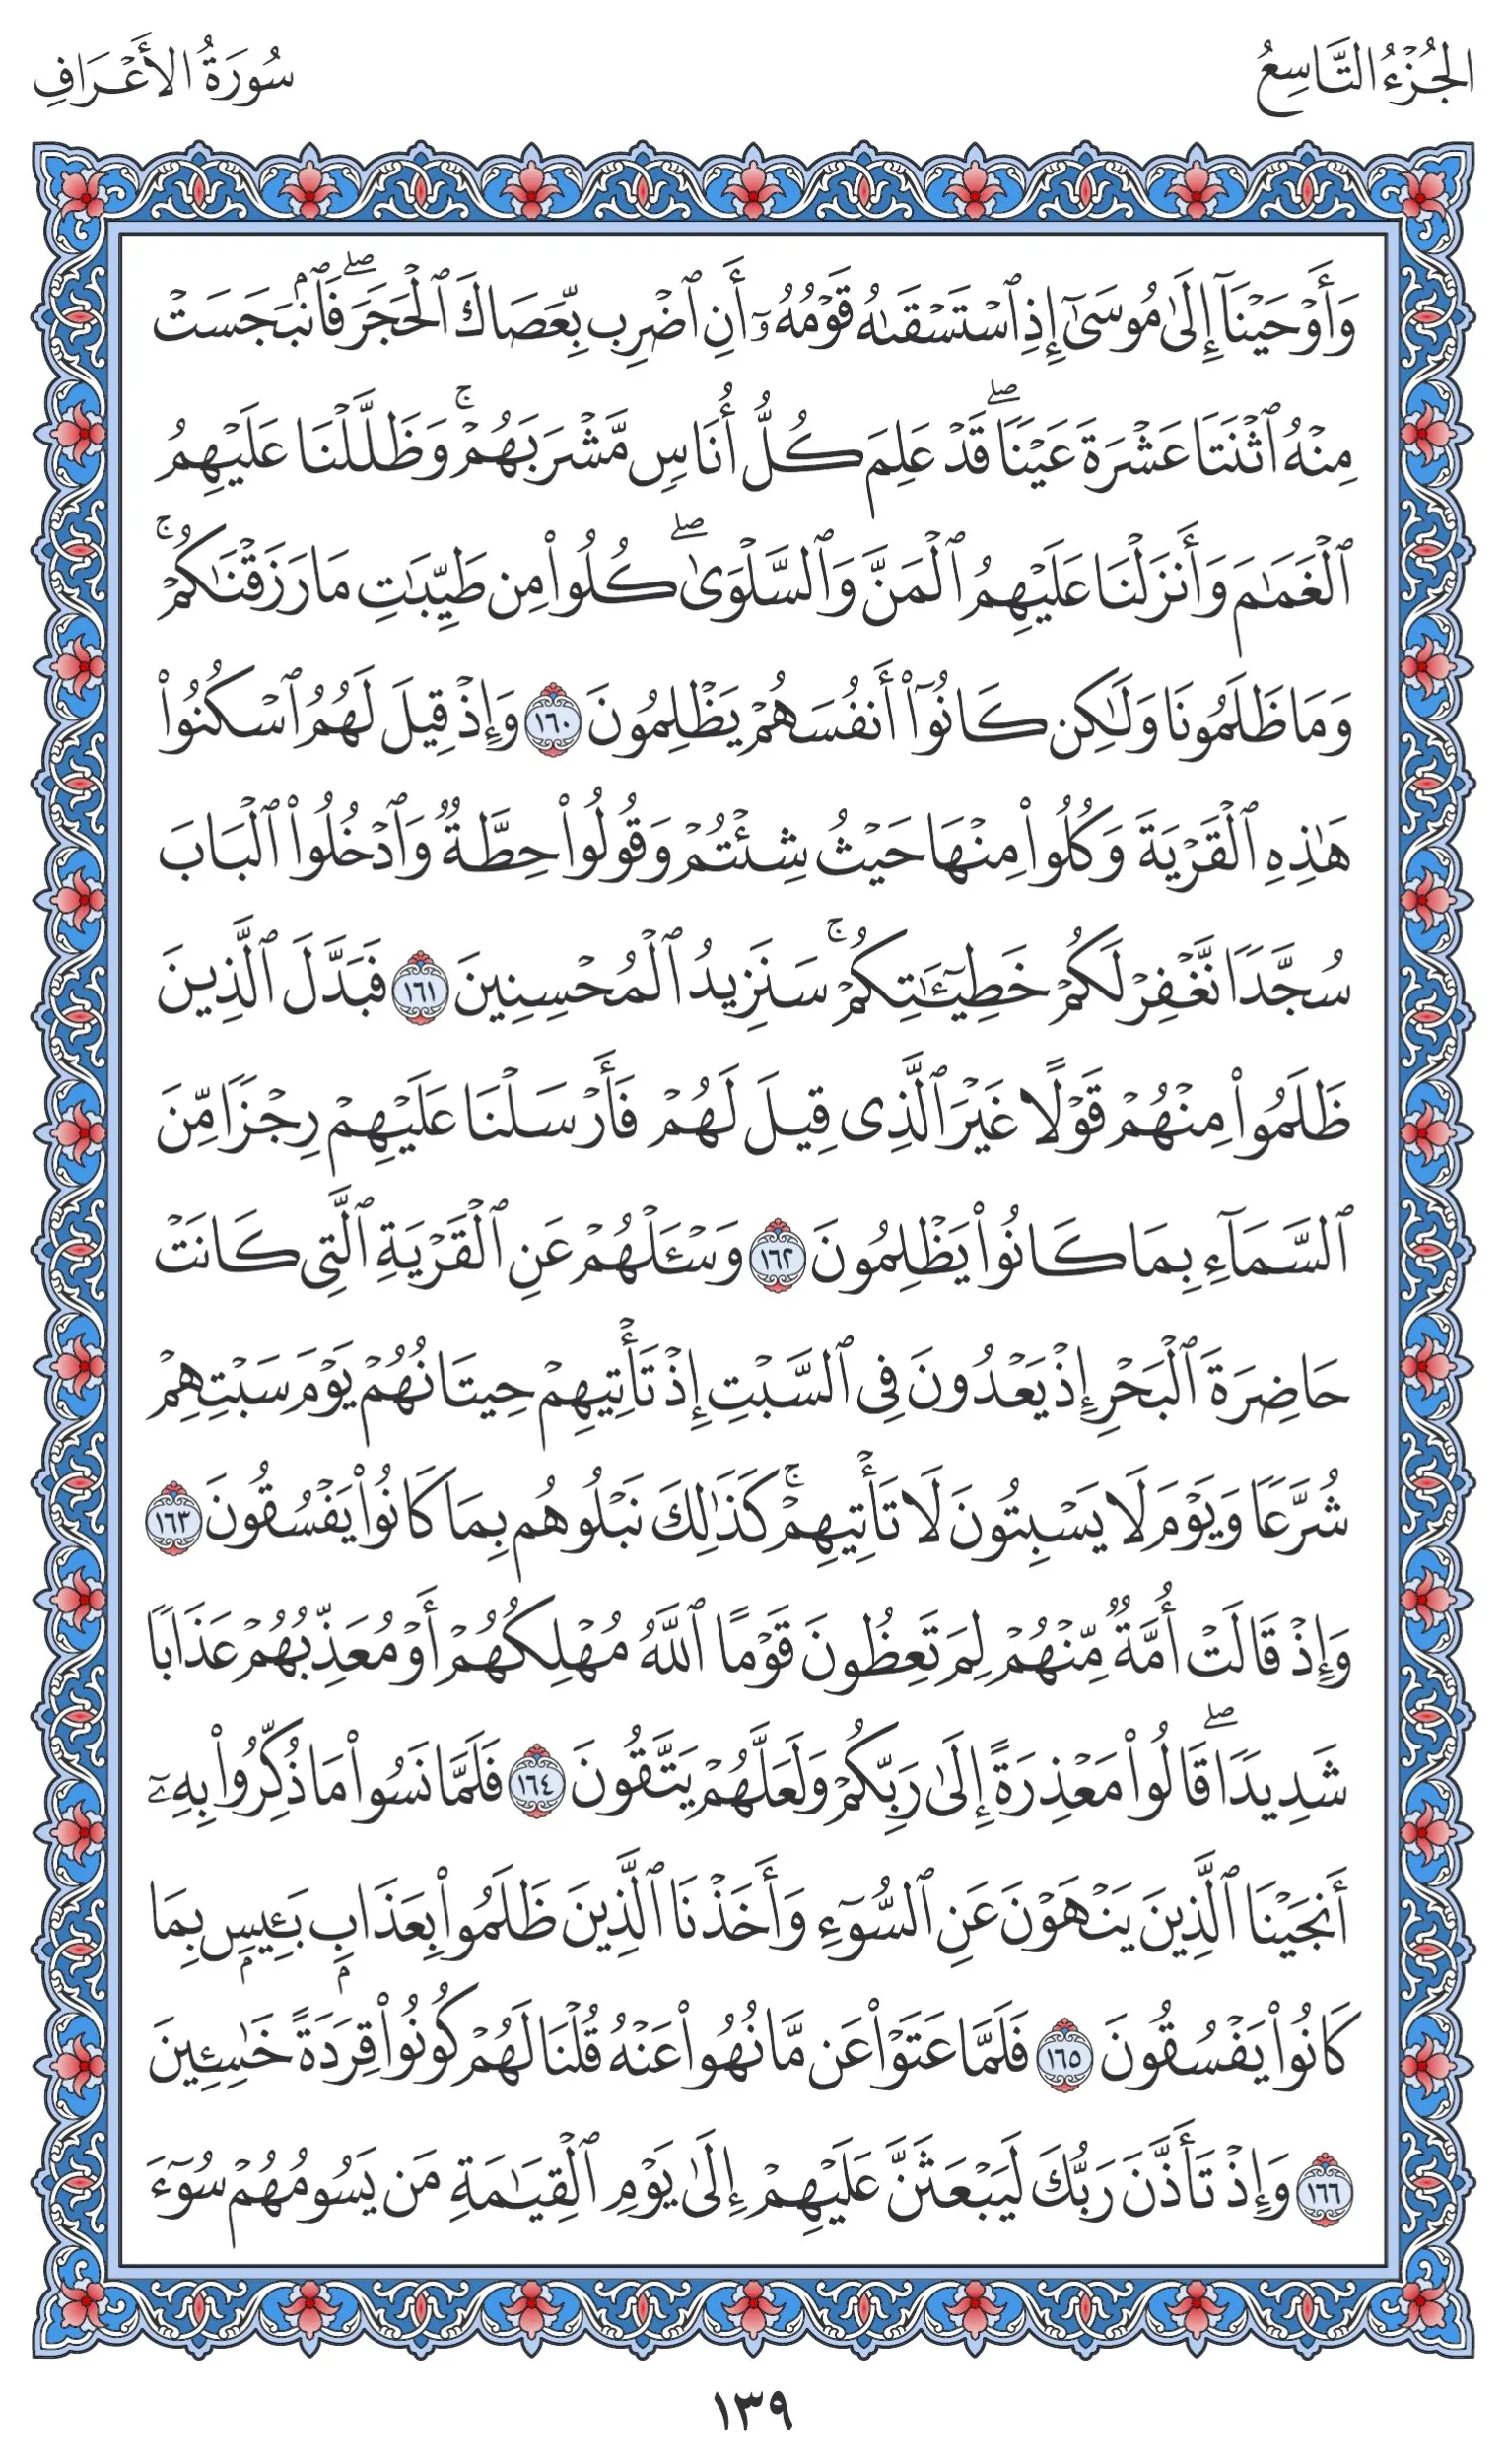 الجُزْءُ التَّاسِعُ
سُورَةُ الأَعْرَافِ
وَأَوْحَيْنَآ إِلَىٰ مُوسَىٰٓ إِذِ ٱسْتَسْقَىٰهُ قَوْمُهُۥٓ أَنِ ٱضْرِب بِّعَصَاكَ ٱلْحَجَرَۖ فَٱنۢبَجَسَتْ
مِنْهُ ٱثْنَتَا عَشْرَةَ عَيْنًاۖ قَدْ عَلِمَ كُلُّ أُنَاسٍ مَّشْرَبَهُمْۚ وَظَلَّلْنَا عَلَيْهِمُ
ٱلْغَمَٰمَ وَأَنزَلْنَا عَلَيْهِمُ ٱلْمَنَّ وَٱلسَّلْوَىٰۖ كُلُوا۟ مِن طَيِّبَٰتِ مَا رَزَقْنَٰكُمْۚ
وَمَا ظَلَمُونَا وَلَٰكِن كَانُوٓا۟ أَنفُسَهُمْ يَظْلِمُونَ ١٦٠ وَإِذْ قِيلَ لَهُمُ ٱسْكُنُوا۟
هَٰذِهِ ٱلْقَرْيَةَ وَكُلُوا۟ مِنْهَا حَيْثُ شِئْتُمْ وَقُولُوا۟ حِطَّةٌ وَٱدْخُلُوا۟ ٱلْبَابَ
سُجَّدًا نَّغْفِرْ لَكُمْ خَطِيٓـَٰٔتِكُمْۚ سَنَزِيدُ ٱلْمُحْسِنِينَ ١٦١ فَبَدَّلَ ٱلَّذِينَ
ظَلَمُوا۟ مِنْهُمْ قَوْلًا غَيْرَ ٱلَّذِى قِيلَ لَهُمْ فَأَرْسَلْنَا عَلَيْهِمْ رِجْزًا مِّنَ
ٱلسَّمَآءِ بِمَا كَانُوا۟ يَظْلِمُونَ ١٦٢ وَسْـَٔلْهُمْ عَنِ ٱلْقَرْيَةِ ٱلَّتِى كَانَتْ
حَاضِرَةَ ٱلْبَحْرِ إِذْ يَعْدُونَ فِى ٱلسَّبْتِ إِذْ تَأْتِيهِمْ حِيتَانُهُمْ يَوْمَ سَبْتِهِمْ
شُرَّعًا وَيَوْمَ لَا يَسْبِتُونَ لَا تَأْتِيهِمْۚ كَذَٰلِكَ نَبْلُوهُم بِمَا كَانُوا۟ يَفْسُقُونَ ١٦٣
وَإِذْ قَالَتْ أُمَّةٌ مِّنْهُمْ لِمَ تَعِظُونَ قَوْمًا ٱللَّهُ مُهْلِكُهُمْ أَوْ مُعَذِّبُهُمْ عَذَابًا
شَدِيدًاۖ قَالُوا۟ مَعْذِرَةً إِلَىٰ رَبِّكُمْ وَلَعَلَّهُمْ يَتَّقُونَ ١٦٤ فَلَمَّا نَسُوا۟ مَا ذُكِّرُوا۟ بِهِۦٓ
أَنجَيْنَا ٱلَّذِينَ يَنْهَوْنَ عَنِ ٱلسُّوٓءِ وَأَخَذْنَا ٱلَّذِينَ ظَلَمُوا۟ بِعَذَابٍۭ بَـِٔيسٍۭ بِمَا
كَانُوا۟ يَفْسُقُونَ ١٦٥ فَلَمَّا عَتَوْا۟ عَن مَّا نُهُوا۟ عَنْهُ قُلْنَا لَهُمْ كُونُوا۟ قِرَدَةً خَٰسِـِٔينَ
١٦٦ وَإِذْ تَأَذَّنَ رَبُّكَ لَيَبْعَثَنَّ عَلَيْهِمْ إِلَىٰ يَوْمِ ٱلْقِيَٰمَةِ مَن يَسُومُهُمْ سُوٓءَ
١٣٩